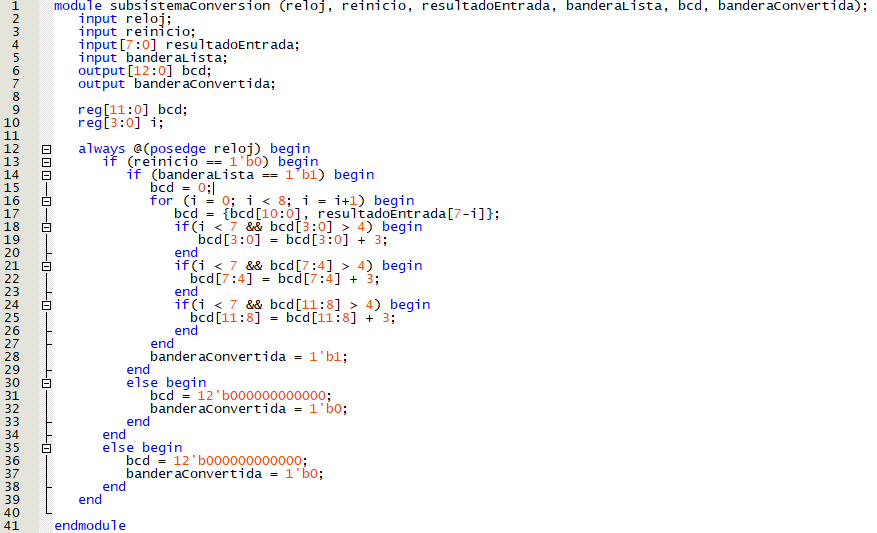 1 module subsistemaConversion (reloj, reinicio, resultadoEntrada, banderaLista, bcd, banderaConvertida);
2 input reloj;
3 input reinicio;
4 input[7:0] resultadoEntrada;
5 input banderaLista;
6 output[12:0] bcd;
7 output banderaConvertida;
8
9 reg[11:0] bcd;
10 reg[3:0] i;
11
12 always @(posedge reloj) begin
13 if (reinicio == 1'b0) begin
14 if (banderaLista == 1'b1) begin
15 bcd = 0;
16 for (i = 0; i < 8; i = i+1) begin
17 bcd = {bcd[10:0], resultadoEntrada[7-i]};
18 if(i < 7 && bcd[3:0] > 4) begin
19 bcd[3:0] = bcd[3:0] + 3;
20 end
21 if(i < 7 && bcd[7:4] > 4) begin
22 bcd[7:4] = bcd[7:4] + 3;
23 end
24 if(i < 7 && bcd[11:8] > 4) begin
25 bcd[11:8] = bcd[11:8] + 3;
26 end
27 end
28 banderaConvertida = 1'b1;
29 end
30 else begin
31 bcd = 12'b000000000000;
32 banderaConvertida = 1'b0;
33 end
34 end
35 else begin
36 bcd = 12'b000000000000;
37 banderaConvertida = 1'b0;
38 end
39 end
40
41 endmodule